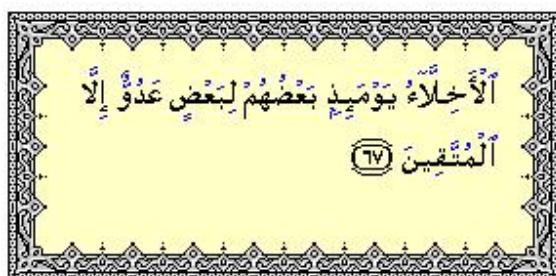 ٱلْأَخِلَّآءُ يَوْمَئِذٍۭ بَعْضُهُمْ لِبَعْضٍ عَدُوٌّ إِلَّا
ٱلْمُتَّقِينَ ٦٧